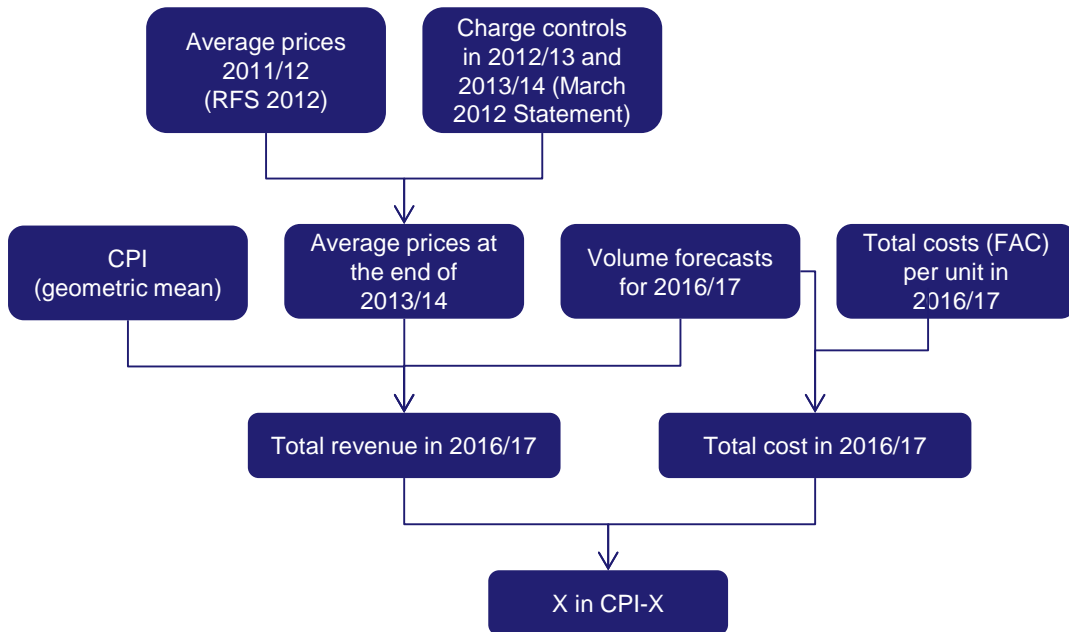 Average prices
2011/12
(RFS 2012)
Charge controls
in 2012/13 and
2013/14 (March
2012 Statement)
CPI
(geometric mean)
Average prices at
the end of
2013/14
Volume forecasts
for 2016/17
Total costs (FAC)
per unit in
2016/17
Total revenue in 2016/17
Total cost in 2016/17
X in CPI-X